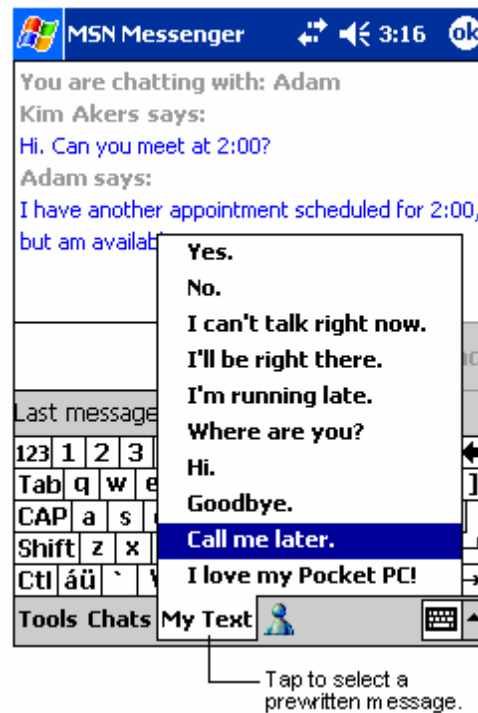 MSN Messenger 3:16 ok
You are chatting with: Adam
Kim Akers says:
Hi. Can you meet at 2:00?
Adam says:
I have another appointment scheduled for 2:00,
but am
Yes.
No.
I can't talk right now.
I'll be right there.
I'm running late.
Where are you?
Hi.
Goodbye.
Call me later.
I love my Pocket PC!
Last message
123 1 2 3
Tab q w e ]
CAP a s
Shift z x
Ctl áü `
Tools Chats My Text
Tap to select a
prewritten message.